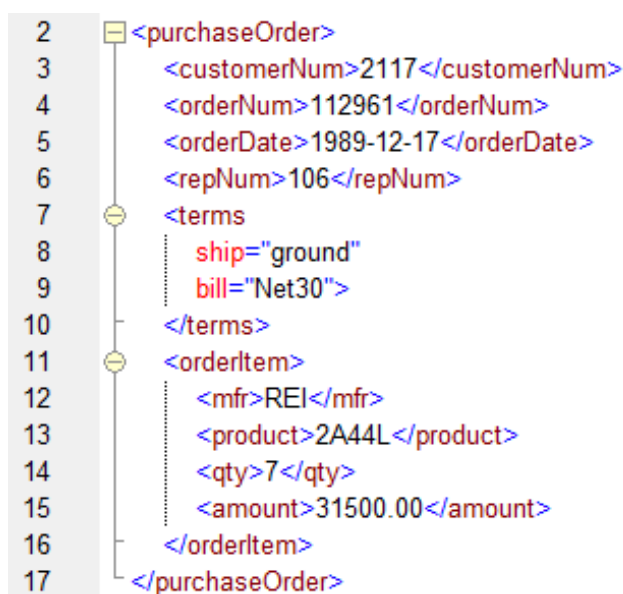 2 <purchaseOrder>
3 <customerNum>2117</customerNum>
4 <orderNum>112961</orderNum>
5 <orderDate>1989-12-17</orderDate>
6 <repNum>106</repNum>
7 <terms
8 ship="ground"
9 bill="Net30">
10 </terms>
11 <orderItem>
12 <mfr>REI</mfr>
13 <product>2A44L</product>
14 <qty>7</qty>
15 <amount>31500.00</amount>
16 </orderItem>
17 </purchaseOrder>